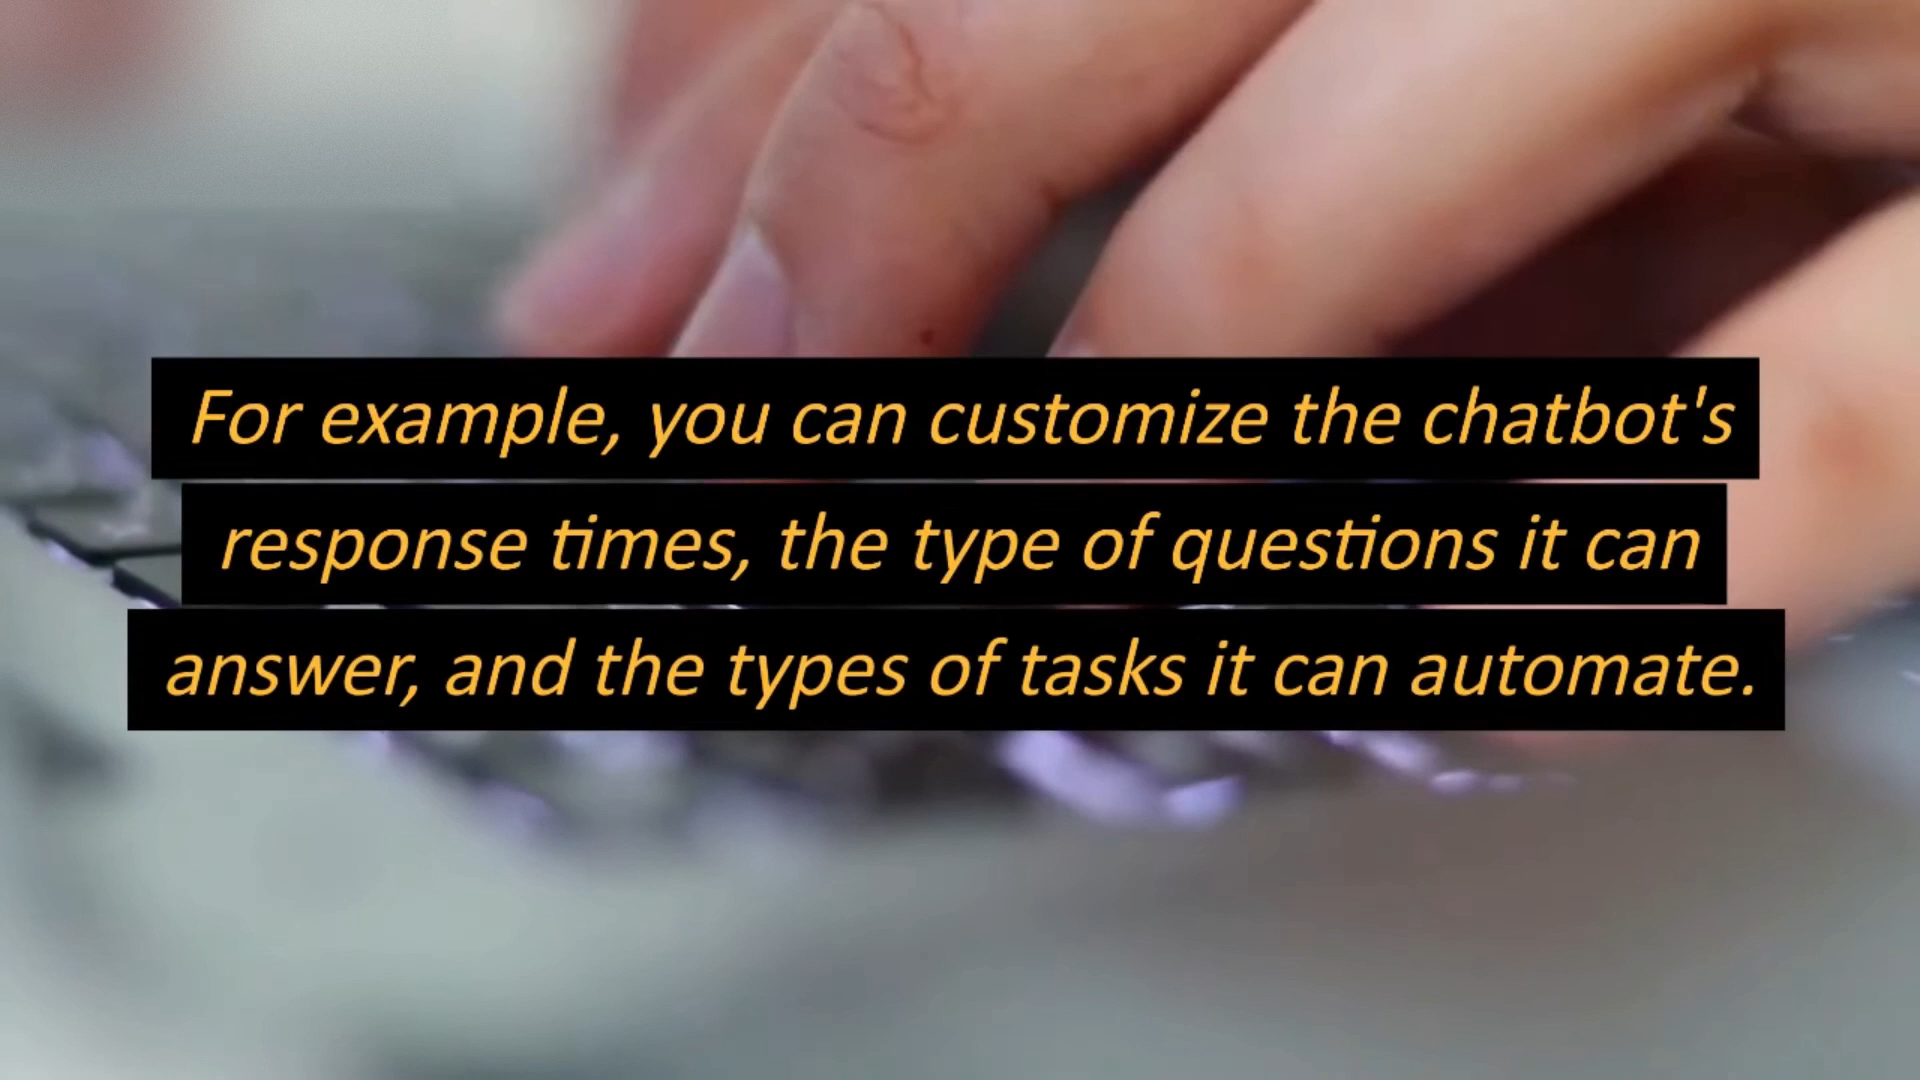 For example, you can customize the chatbot's
response times, the type of questions it can
answer, and the types of tasks it can automate.